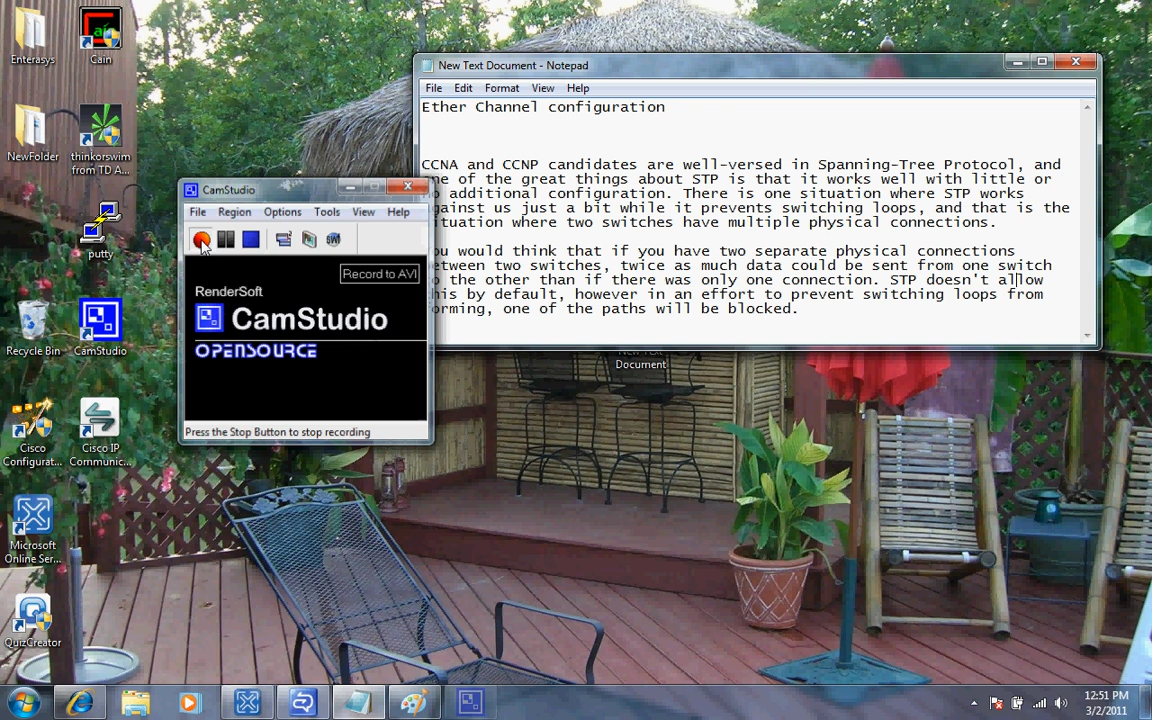 Enterasys
Cain
NewFolder
thinkorswim
from TD A...
putty
Recycle Bin
CamStudio
Cisco
Configurat...
Cisco IP
Communic...
Microsoft
Online Ser...
QuizCreator
New Text Document - Notepad
File Edit Format View Help
Ether Channel configuration
CCNA and CCNP candidates are well-versed in Spanning-Tree Protocol, and
one of the great things about STP is that it works well with little or
no additional configuration. There is one situation where STP works
against us just a bit while it prevents switching loops, and that is the
situation where two switches have multiple physical connections.
You would think that if you have two separate physical connections
between two switches, twice as much data could be sent from one switch
to the other than if there was only one connection. STP doesn't allow
this by default, however in an effort to prevent switching loops from
forming, one of the paths will be blocked.
New Text
Document
CamStudio
File Region Options Tools View Help
SWF
Record to AVI
RenderSoft
CamStudio
OPENSOURCE
Press the Stop Button to stop recording
12:51 PM
3/2/2011